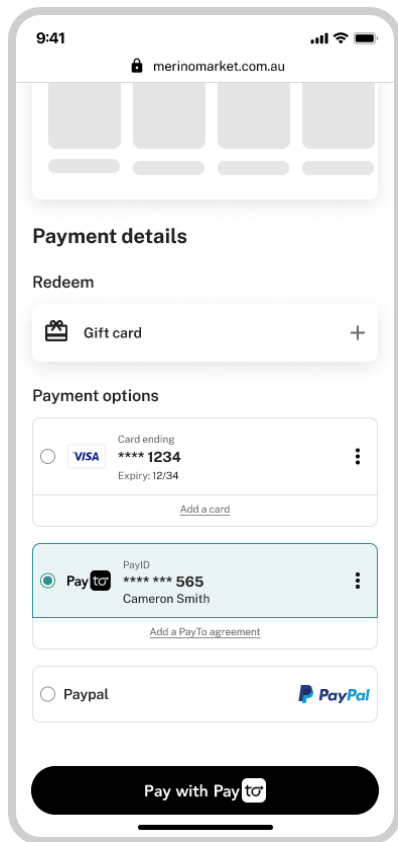 9:41
merinomarket.com.au
Payment details
Redeem
Gift card
Payment options
Card ending
VISA
**** 1234
Expiry: 12/34
Add a card
PayID
Pay to
**** *** 565
Cameron Smith
Add a PayTo agreement
Paypal
PayPal
Pay with Pay to